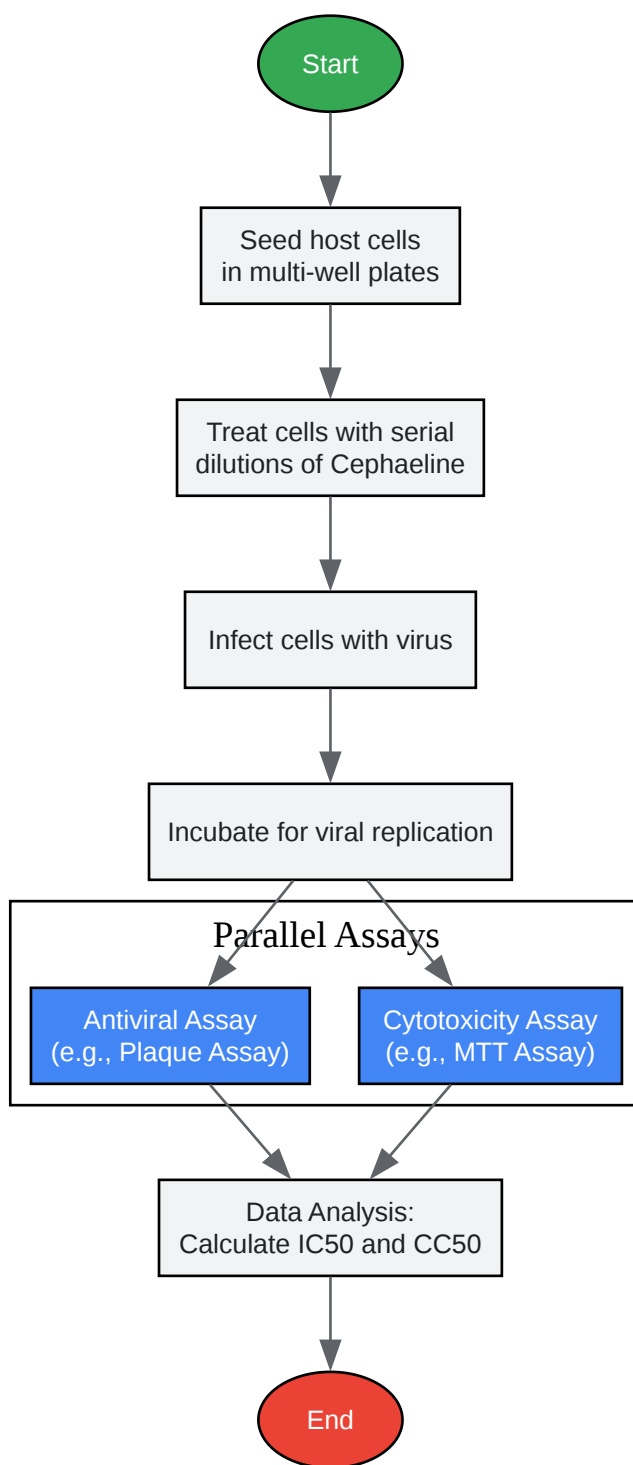 Start
Seed host cells
in multi-well plates
Treat cells with serial
dilutions of Cephaeline
Infect cells with virus
Incubate for viral replication
Parallel Assays
Antiviral Assay
(e.g., Plaque Assay)
Cytotoxicity Assay
(e.g., MTT Assay)
Data Analysis:
Calculate IC50 and CC50
End